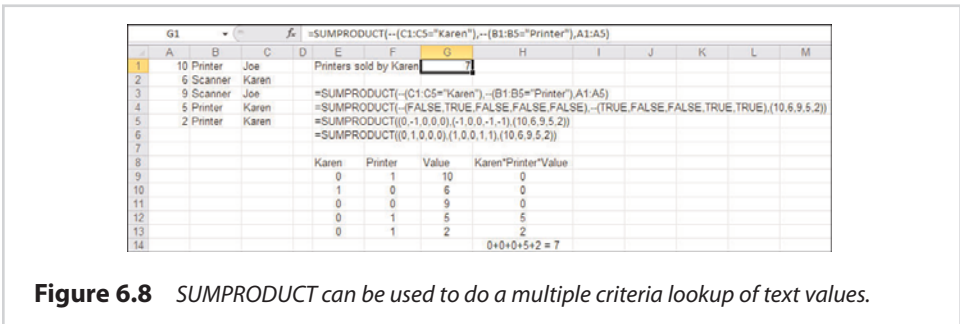 G1 fx =SUMPRODUCT(--(C1:C5="Karen"),--(B1:B5="Printer"),A1:A5)
A B C D E F G H I J K L M
1 10 Printer Joe Printers sold by Karen 7
2 6 Scanner Karen
3 9 Scanner Joe =SUMPRODUCT(--(C1:C5="Karen"),--(B1:B5="Printer"),A1:A5)
4 5 Printer Karen =SUMPRODUCT(--(FALSE,TRUE,FALSE,FALSE,FALSE),--(TRUE,FALSE,FALSE,TRUE,TRUE),(10,6,9,5,2))
5 2 Printer Karen =SUMPRODUCT((0,-1,0,0,0),(-1,0,0,-1,-1),(10,6,9,5,2))
6 =SUMPRODUCT((0,1,0,0,0),(1,0,0,1,1),(10,6,9,5,2))
7
8 Karen Printer Value Karen*Printer*Value
9 0 1 10 0
10 1 0 6 0
11 0 0 9 0
12 0 1 5 5
13 0 1 2 2
14 0+0+0+5+2 = 7
Figure 6.8 SUMPRODUCT can be used to do a multiple criteria lookup of text values.